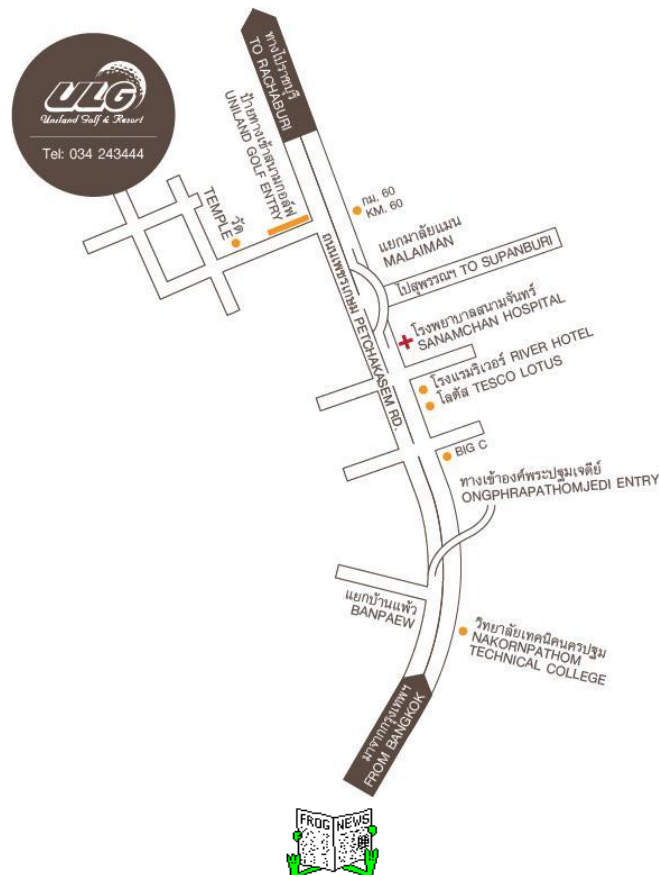 ทางไปราชบุรี
TO RACHABURI
ULG
Uniland Golf & Resort
Tel: 034 243444
ป้ายทางเข้าสนามกอล์ฟ
UNILAND GOLF ENTRY
วัด
TEMPLE
กม. 60
KM. 60
แยกมาลัยแมน
MALAIMAN
ไปสุพรรณฯ TO SUPANBURI
ถนนเพชรเกษม PETCHAKASEM RD.
โรงพยาบาลสนามจันทร์
SANAMCHAN HOSPITAL
โรงแรมริเวอร์ RIVER HOTEL
โลตัส TESCO LOTUS
BIG C
ทางเข้าองค์พระปฐมเจดีย์
ONGPHRAPATHOMJEDI ENTRY
แยกบ้านแพ้ว
BANPAEW
วิทยาลัยเทคนิคนครปฐม
NAKORNPATHOM
TECHNICAL COLLEGE
มาจากกรุงเทพฯ
FROM BANGKOK
FROG NEWS